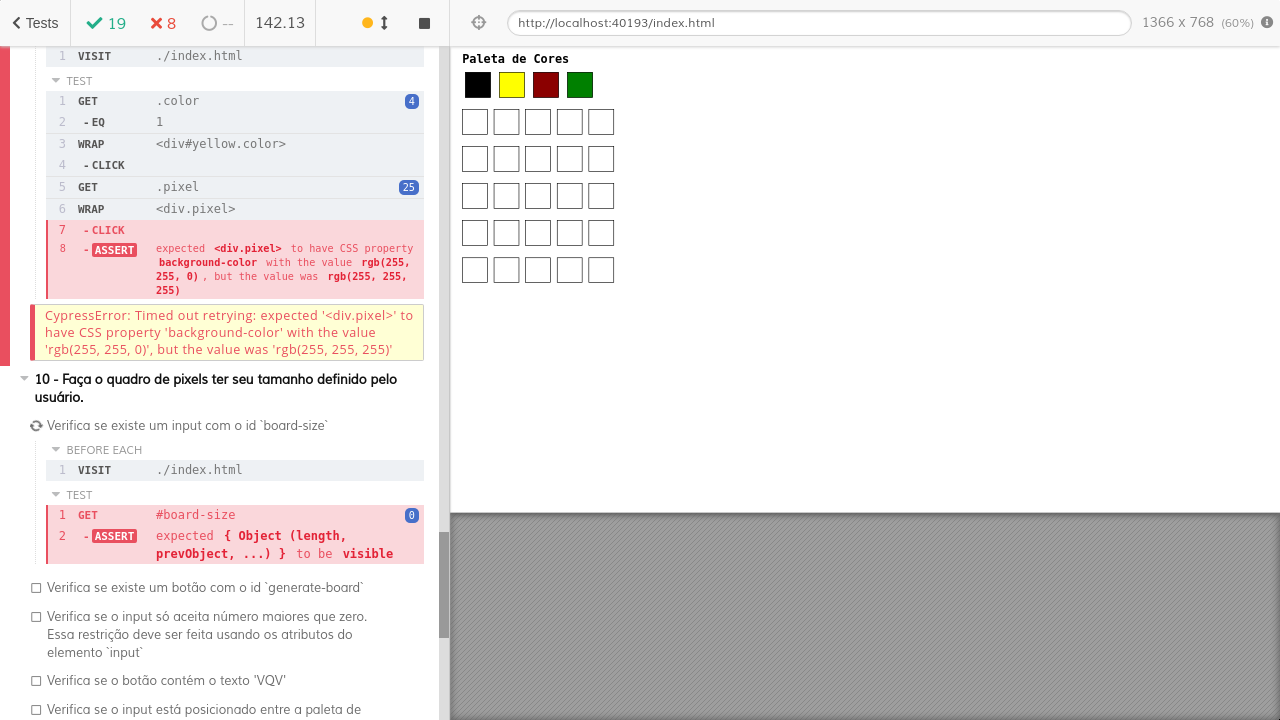 Tests 19 8 -- 142.13
http://localhost:40193/index.html 1366 x 768 (60%)
1 VISIT ./index.html
TEST
1 GET .color 4
2 - EQ 1
3 WRAP <div#yellow.color>
4 - CLICK
5 GET .pixel 25
6 WRAP <div.pixel>
7 - CLICK
8 - ASSERT expected <div.pixel> to have CSS property
background-color with the value rgb(255,
255, 0) , but the value was rgb(255, 255,
255)
CypressError: Timed out retrying: expected '<div.pixel>' to
have CSS property 'background-color' with the value
'rgb(255, 255, 0)', but the value was 'rgb(255, 255, 255)'
10 - Faça o quadro de pixels ter seu tamanho definido pelo
usuário.
Verifica se existe um input com o id `board-size`
BEFORE EACH
1 VISIT ./index.html
TEST
1 GET #board-size 0
2 - ASSERT expected { Object (length,
prevObject, ...) } to be visible
Verifica se existe um botão com o id `generate-board`
Verifica se o input só aceita número maiores que zero.
Essa restrição deve ser feita usando os atributos do
elemento `input`
Verifica se o botão contém o texto 'VQV'
Verifica se o input está posicionado entre a paleta de
Paleta de Cores